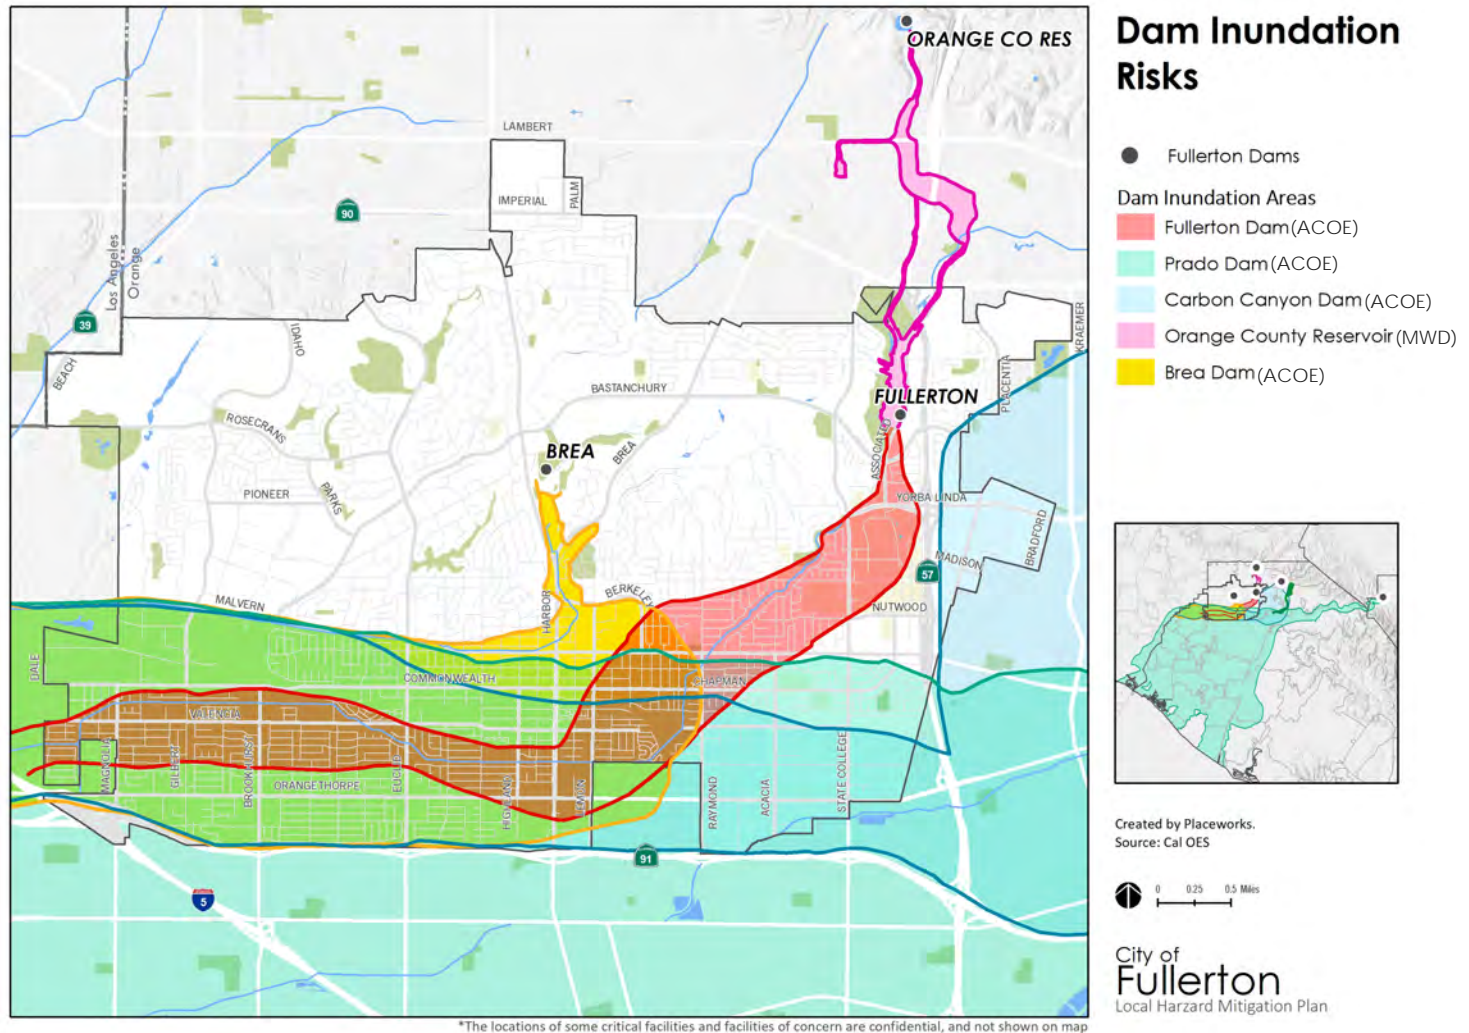 Dam Inundation
Risks
Fullerton Dams
Dam Inundation Areas
Fullerton Dam (ACOE)
Prado Dam (ACOE)
Carbon Canyon Dam (ACOE)
Orange County Reservoir (MWD)
Brea Dam (ACOE)
ORANGE CO RES
LAMBERT
IMPERIAL
PALM
90
Los Angeles
Orange
39
BEACH
IDAHO
KRAEMER
PLACENTIA
BASTANCHURY
FULLERTON
ROSECRANS
BREA
BREA
ASSOCIATED
PIONEER
PARKS
YORBA LINDA
BRADFORD
MADISON
57
MALVERN
HARBOR
BERKELEY
NUTWOOD
DALE
COMMONWEALTH
CHAPMAN
VALENCIA
MAGNOLIA
GILBERT
BROOKHURST
EUCLID
ORANGETHORPE
HIGHLAND
LEMON
RAYMOND
ACACIA
STATE COLLEGE
91
5
Created by Placeworks.
Source: Cal OES
0 0.25 0.5 Miles
City of
Fullerton
Local Harzard Mitigation Plan
*The locations of some critical facilities and facilities of concern are confidential, and not shown on map